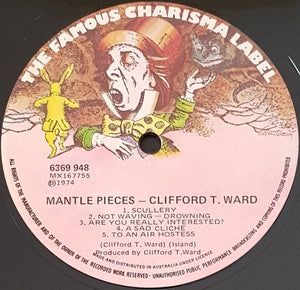 THE FAMOUS CHARISMA LABEL
6369 948
MX167755
℗1974
MANTLE PIECES – CLIFFORD T. WARD
1. SCULLERY
2. NOT WAVING – DROWNING
3. ARE YOU REALLY INTERESTED?
4. A SAD CLICHE
5. TO AN AIR HOSTESS
(Clifford T. Ward) (Island)
Produced by Clifford T. Ward
MADE AND DISTRIBUTED IN AUSTRALIA UNDER LICENCE
ALL RIGHTS OF THE MANUFACTURER AND OF THE OWNER OF THE RECORDED WORK RESERVED – UNAUTHORISED PUBLIC PERFORMANCE, BROADCASTING AND COPYING OF THIS RECORD PROHIBITED